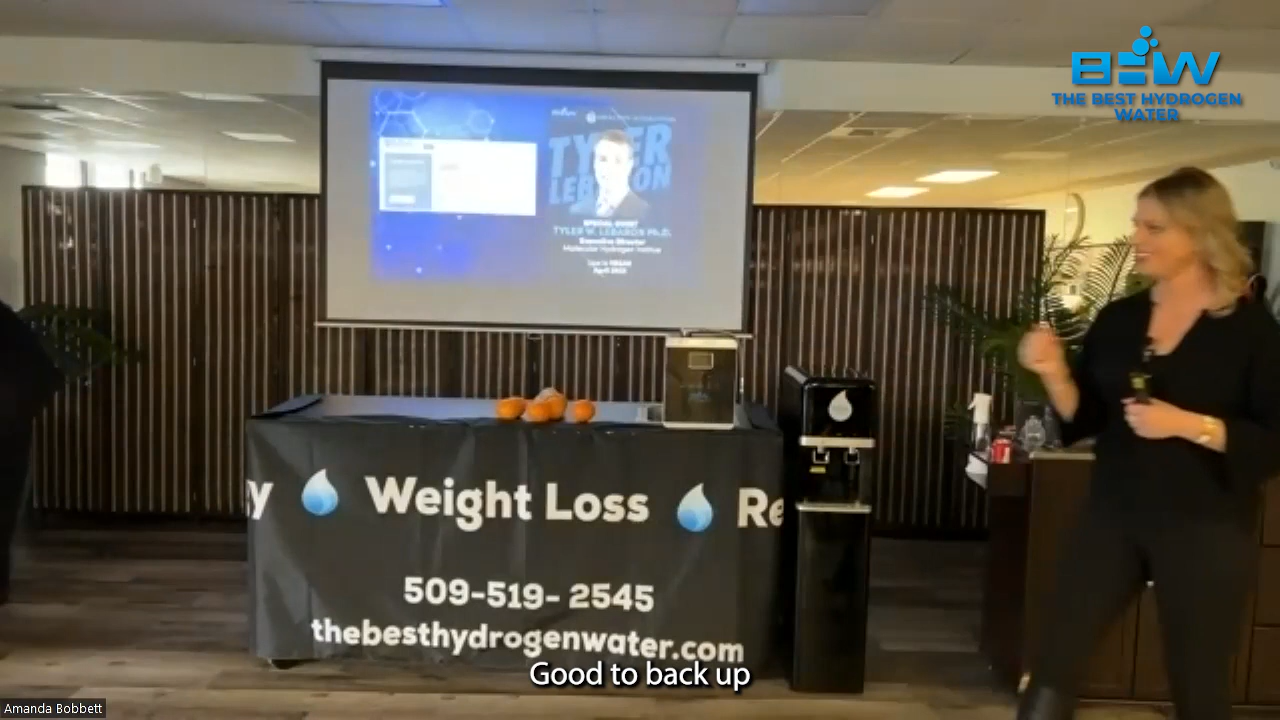 BHW
THE BEST HYDROGEN
WATER
TYLER
LEBARON
SPECIAL GUEST
TYLER W. LEBARON Ph.D.
Executive Director
Molecular Hydrogen Institute
y Weight Loss Re
509-519- 2545
thebesthydrogenwater.com
Good to back up
Amanda Bobbett